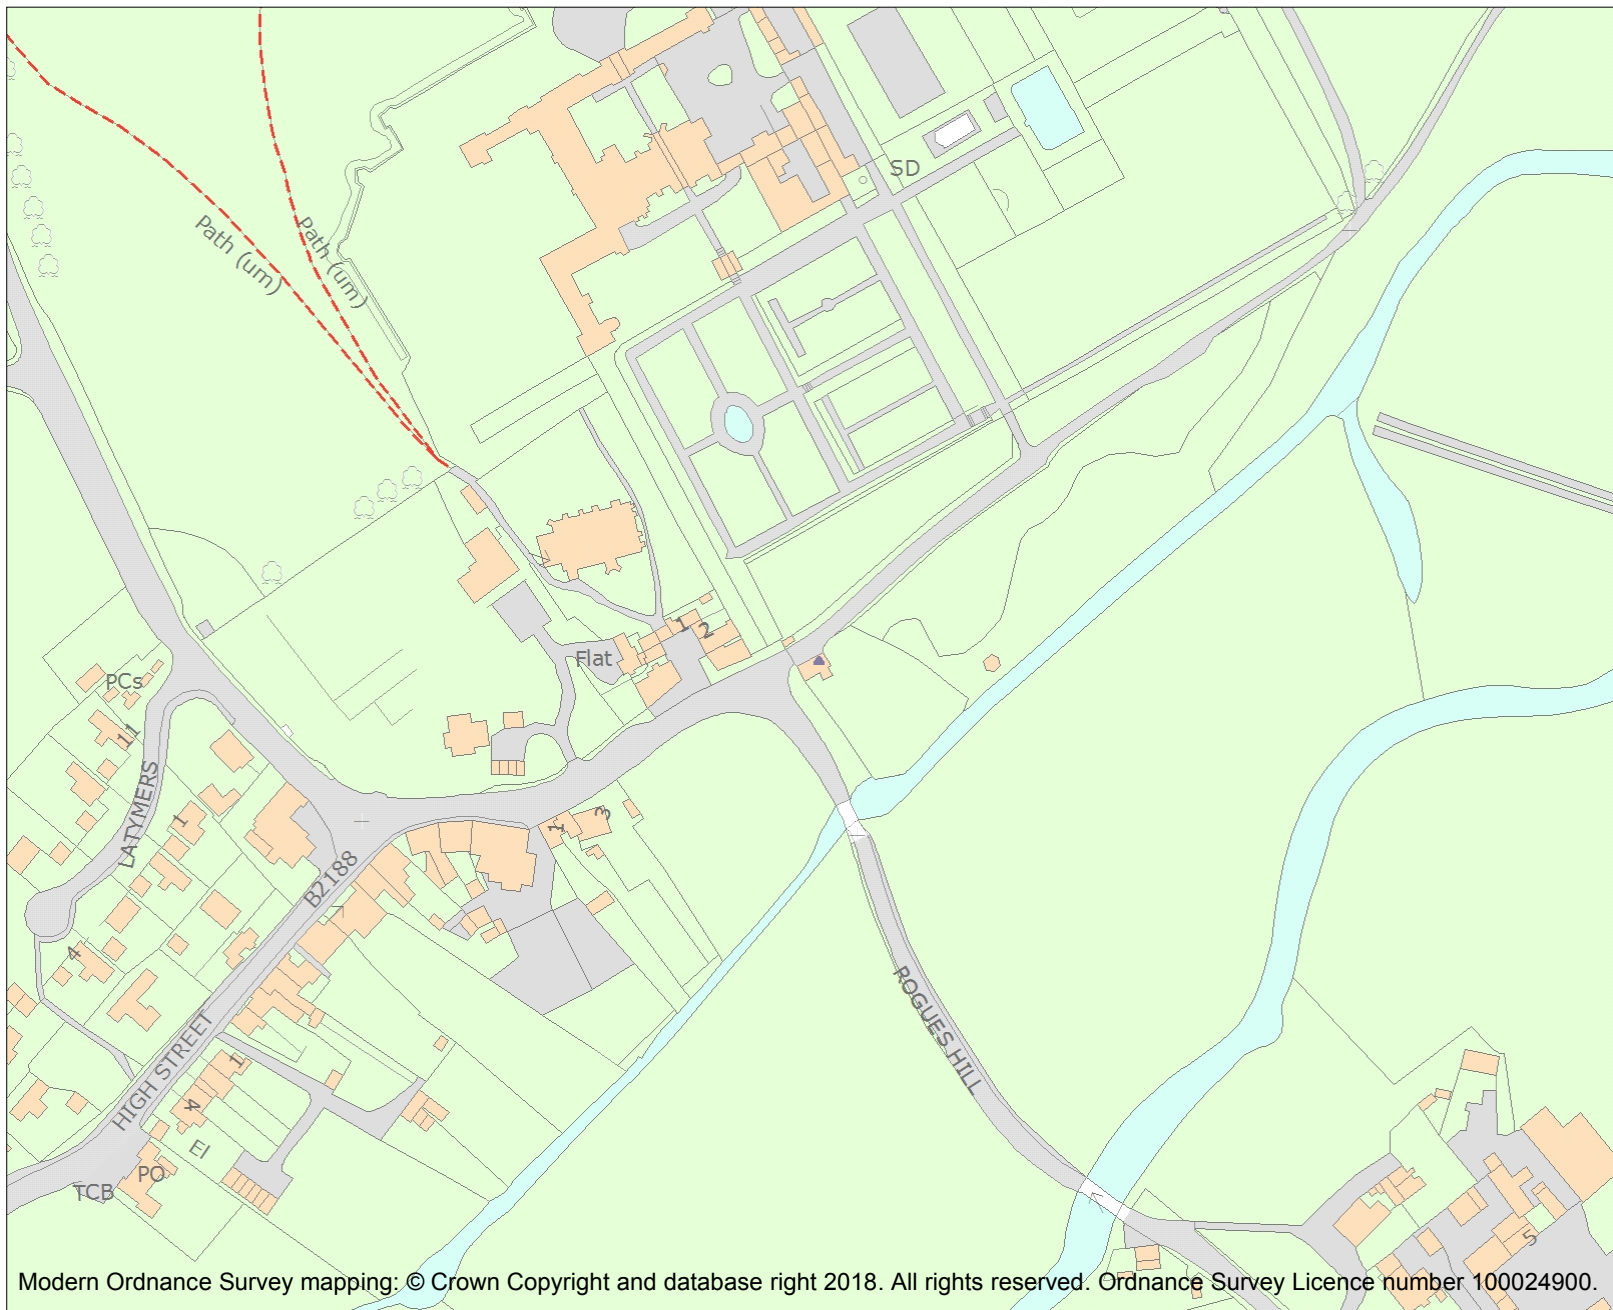 SD
Path (um)
Path (um)
1
2
Flat
PCs
11
LATYMERS
1
1
3
B2188
4
ROGUES HILL
HIGH STREET
1
4
El
PO
TCB
5
Modern Ordnance Survey mapping: © Crown Copyright and database right 2018. All rights reserved. Ordnance Survey Licence number 100024900.